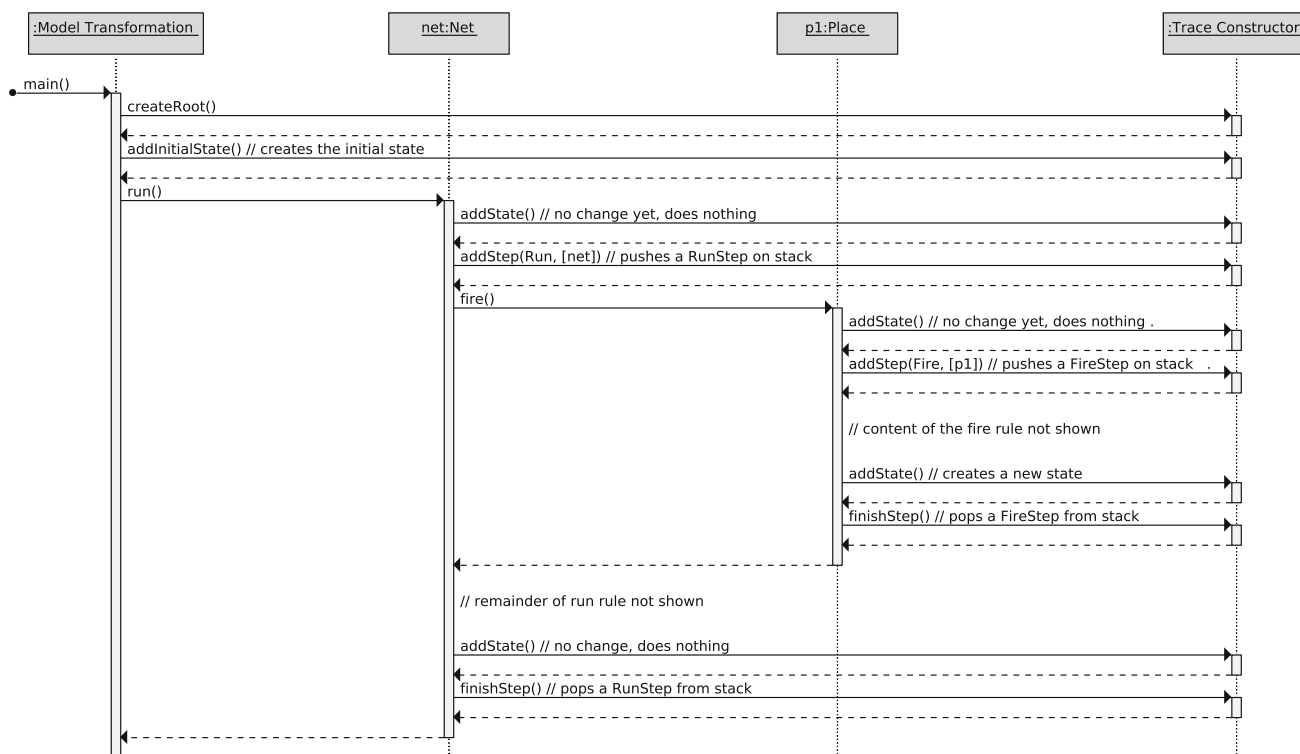 :Model Transformation
net:Net
p1:Place
:Trace Constructor
main()
createRoot()
addInitialState() // creates the initial state
run()
addState() // no change yet, does nothing
addStep(Run, [net]) // pushes a RunStep on stack
fire()
addState() // no change yet, does nothing .
addStep(Fire, [p1]) // pushes a FireStep on stack .
// content of the fire rule not shown
addState() // creates a new state
finishStep() // pops a FireStep from stack
// remainder of run rule not shown
addState() // no change, does nothing
finishStep() // pops a RunStep from stack